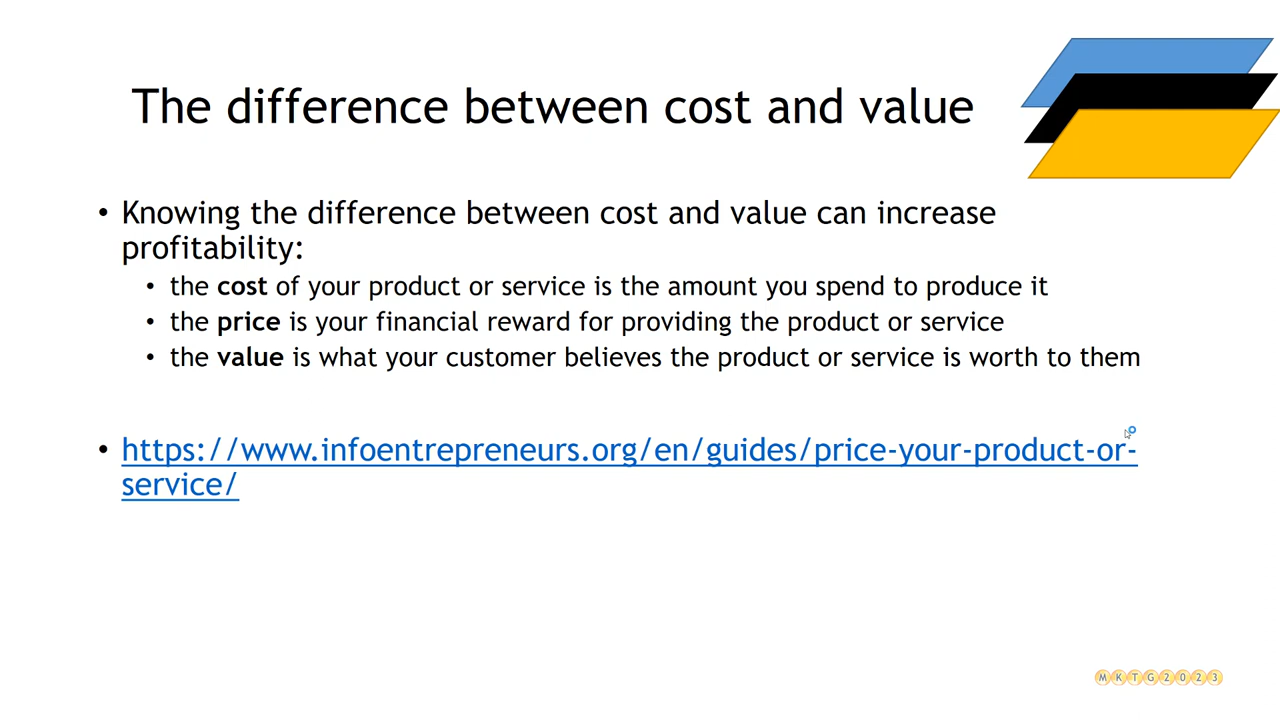 The difference between cost and value
• Knowing the difference between cost and value can increase
profitability:
• the cost of your product or service is the amount you spend to produce it
• the price is your financial reward for providing the product or service
• the value is what your customer believes the product or service is worth to them
• https://www.infoentrepreneurs.org/en/guides/price-your-product-or-
service/
MKTG2023